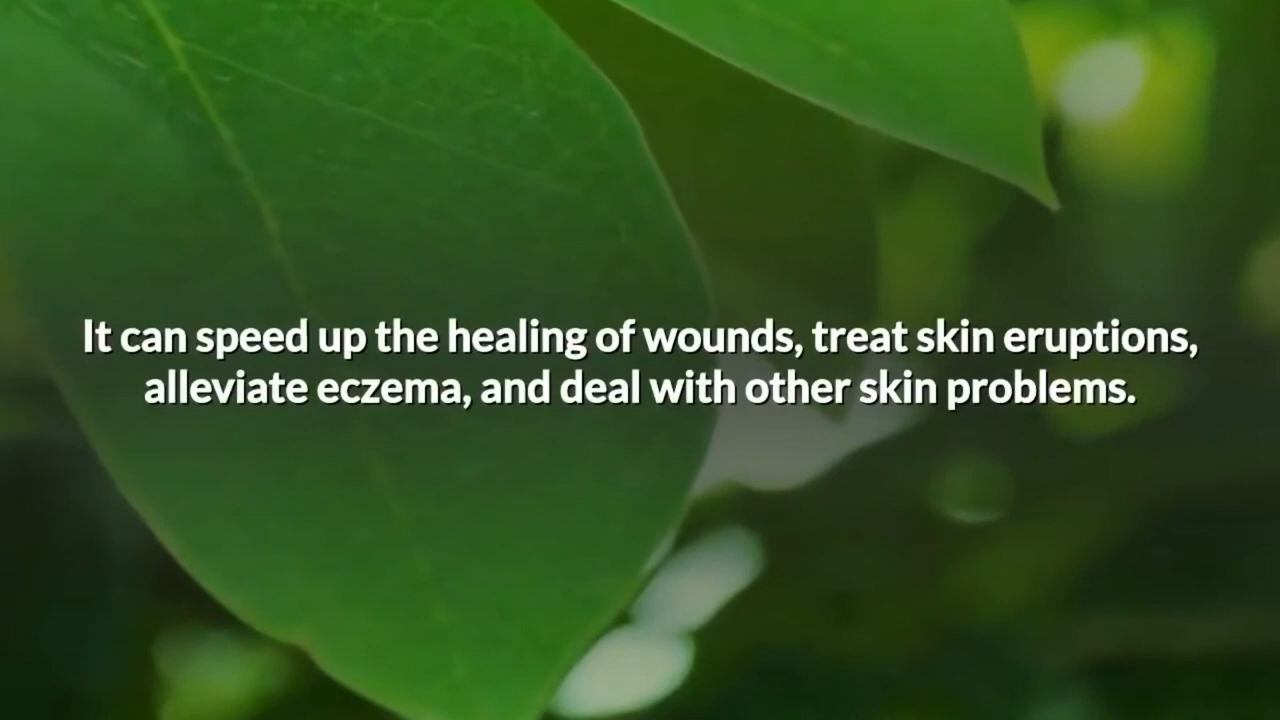 It can speed up the healing of wounds, treat skin eruptions,
alleviate eczema, and deal with other skin problems.